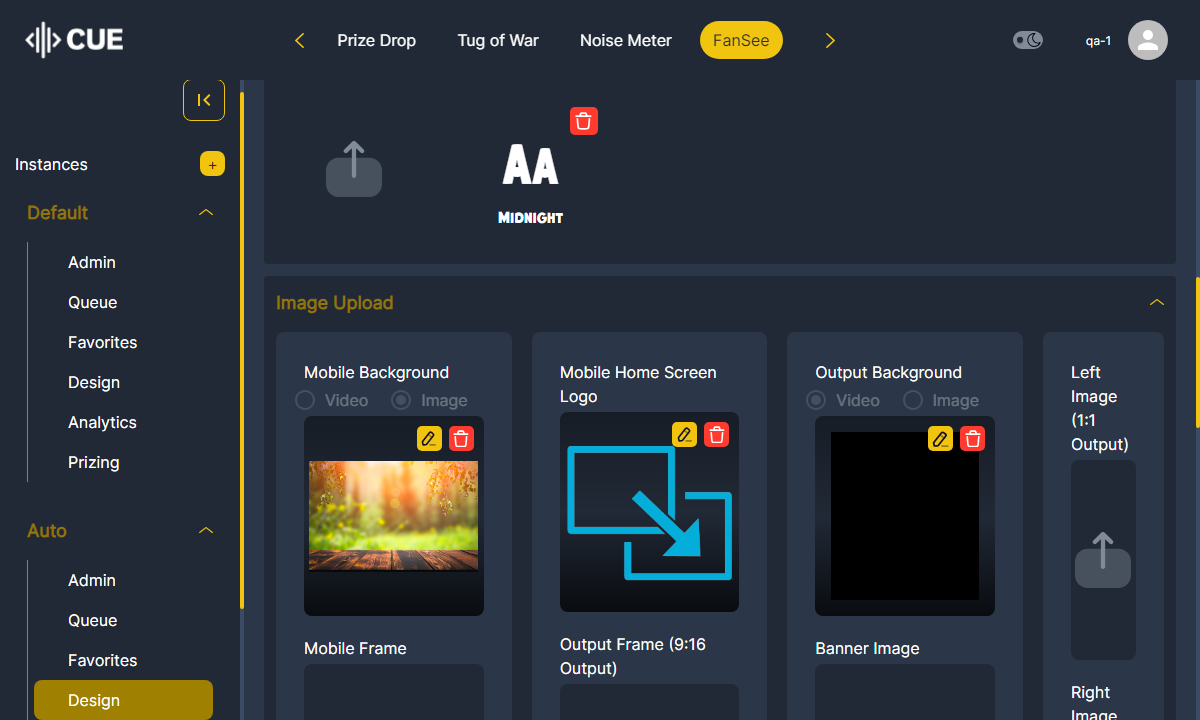 CUE
Prize Drop
Tug of War
Noise Meter
FanSee
qa-1
Instances
+
Default
Admin
Queue
Favorites
Design
Analytics
Prizing
Auto
Admin
Queue
Favorites
Design
AA
MIDNIGHT
Image Upload
Mobile Background
Video
Image
Mobile Frame
Mobile Home Screen
Logo
Output Frame (9:16
Output)
Output Background
Video
Image
Banner Image
Left
Image
(1:1
Output)
Right
Image